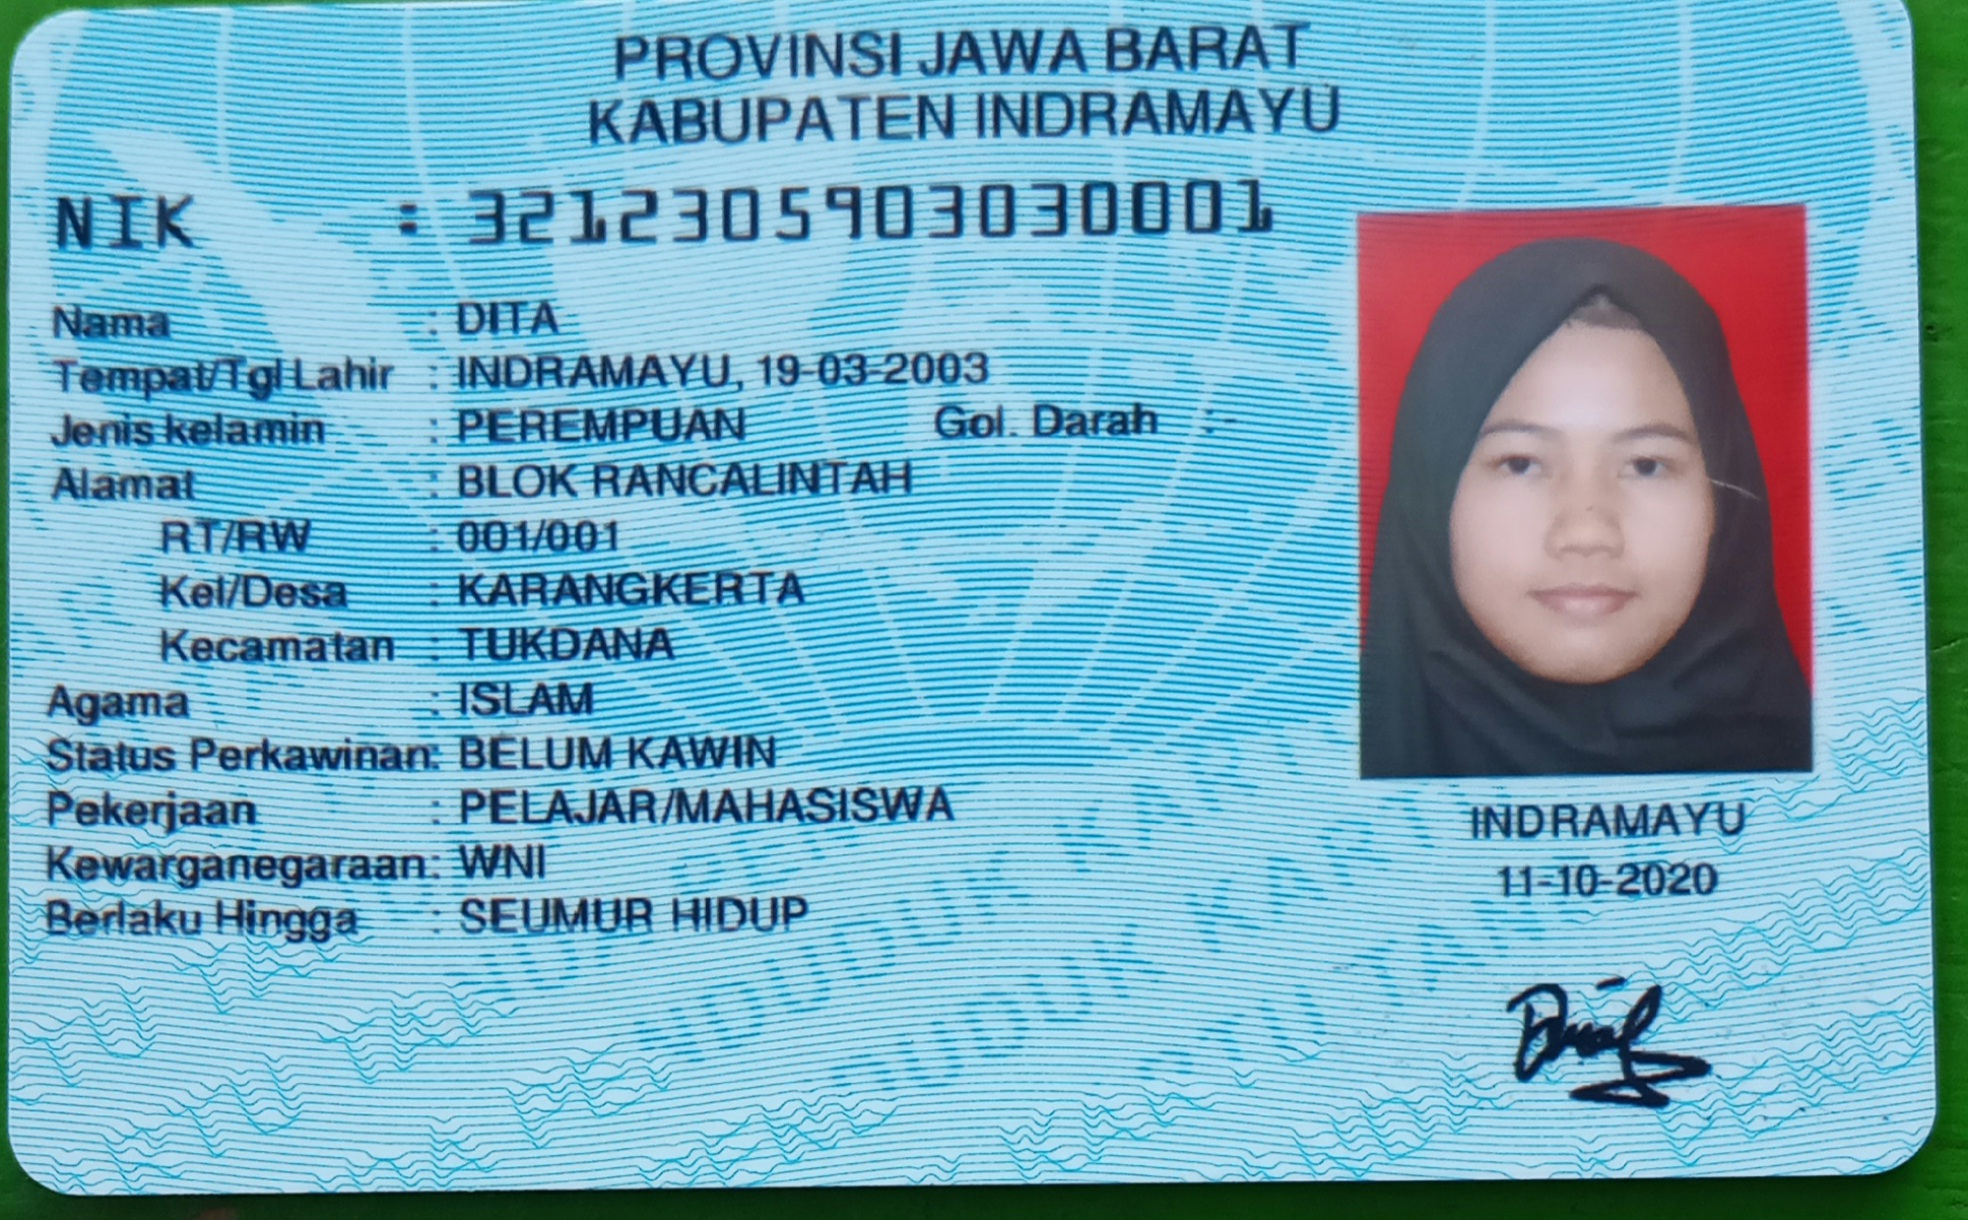 PROVINSI JAWA BARAT
KABUPATEN INDRAMAYU
NIK : 3212305903030001
Nama : DITA
Tempat/Tgl Lahir : INDRAMAYU, 19-03-2003
Jenis kelamin : PEREMPUAN Gol. Darah : -
Alamat : BLOK RANCALINTAH
RT/RW : 001/001
Kel/Desa : KARANGKERTA
Kecamatan : TUKDANA
Agama : ISLAM
Status Perkawinan: BELUM KAWIN
Pekerjaan : PELAJAR/MAHASISWA
Kewarganegaraan: WNI
Berlaku Hingga : SEUMUR HIDUP
INDRAMAYU
11-10-2020